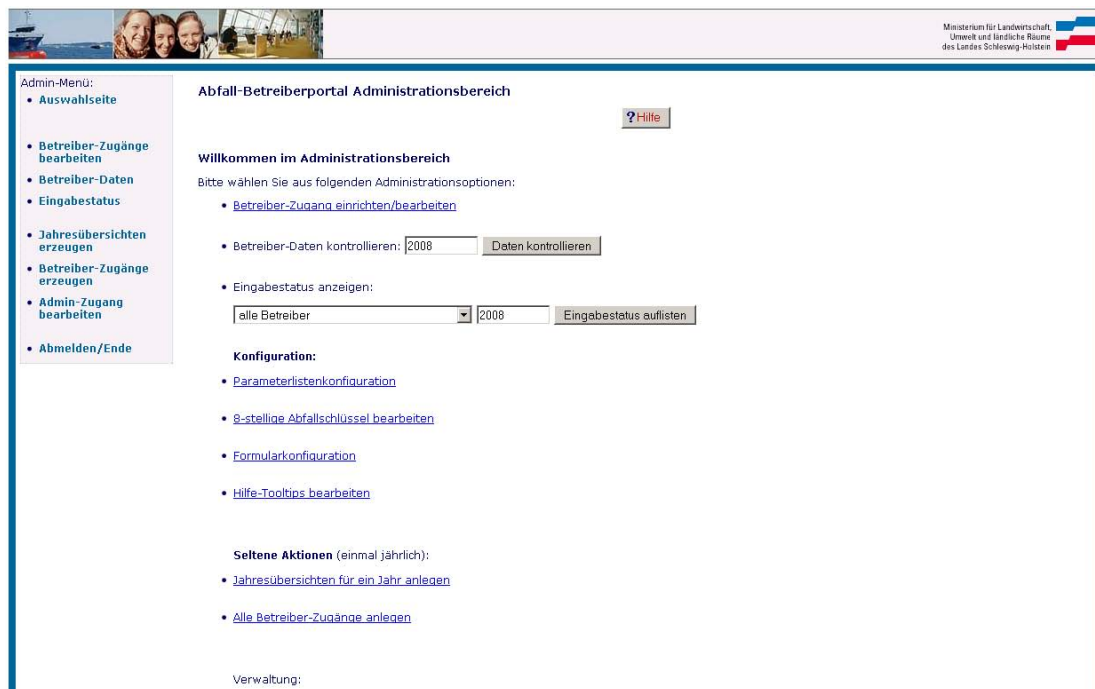 Ministerium für Landwirtschaft,
Umwelt und ländliche Räume
des Landes Schleswig-Holstein
Admin-Menü:
• Auswahlseite
• Betreiber-Zugänge
bearbeiten
• Betreiber-Daten
• Eingabestatus
• Jahresübersichten
erzeugen
• Betreiber-Zugänge
erzeugen
• Admin-Zugang
bearbeiten
• Abmelden/Ende
Abfall-Betreiberportal Administrationsbereich
?Hilfe
Willkommen im Administrationsbereich
Bitte wählen Sie aus folgenden Administrationsoptionen:
• Betreiber-Zugang einrichten/bearbeiten
• Betreiber-Daten kontrollieren: 2008 Daten kontrollieren
• Eingabestatus anzeigen:
alle Betreiber 2008 Eingabestatus auflisten
Konfiguration:
• Parameterlistenkonfiguration
• 8-stellige Abfallschlüssel bearbeiten
• Formularkonfiguration
• Hilfe-Tooltips bearbeiten
Seltene Aktionen (einmal jährlich):
• Jahresübersichten für ein Jahr anlegen
• Alle Betreiber-Zugänge anlegen
Verwaltung: